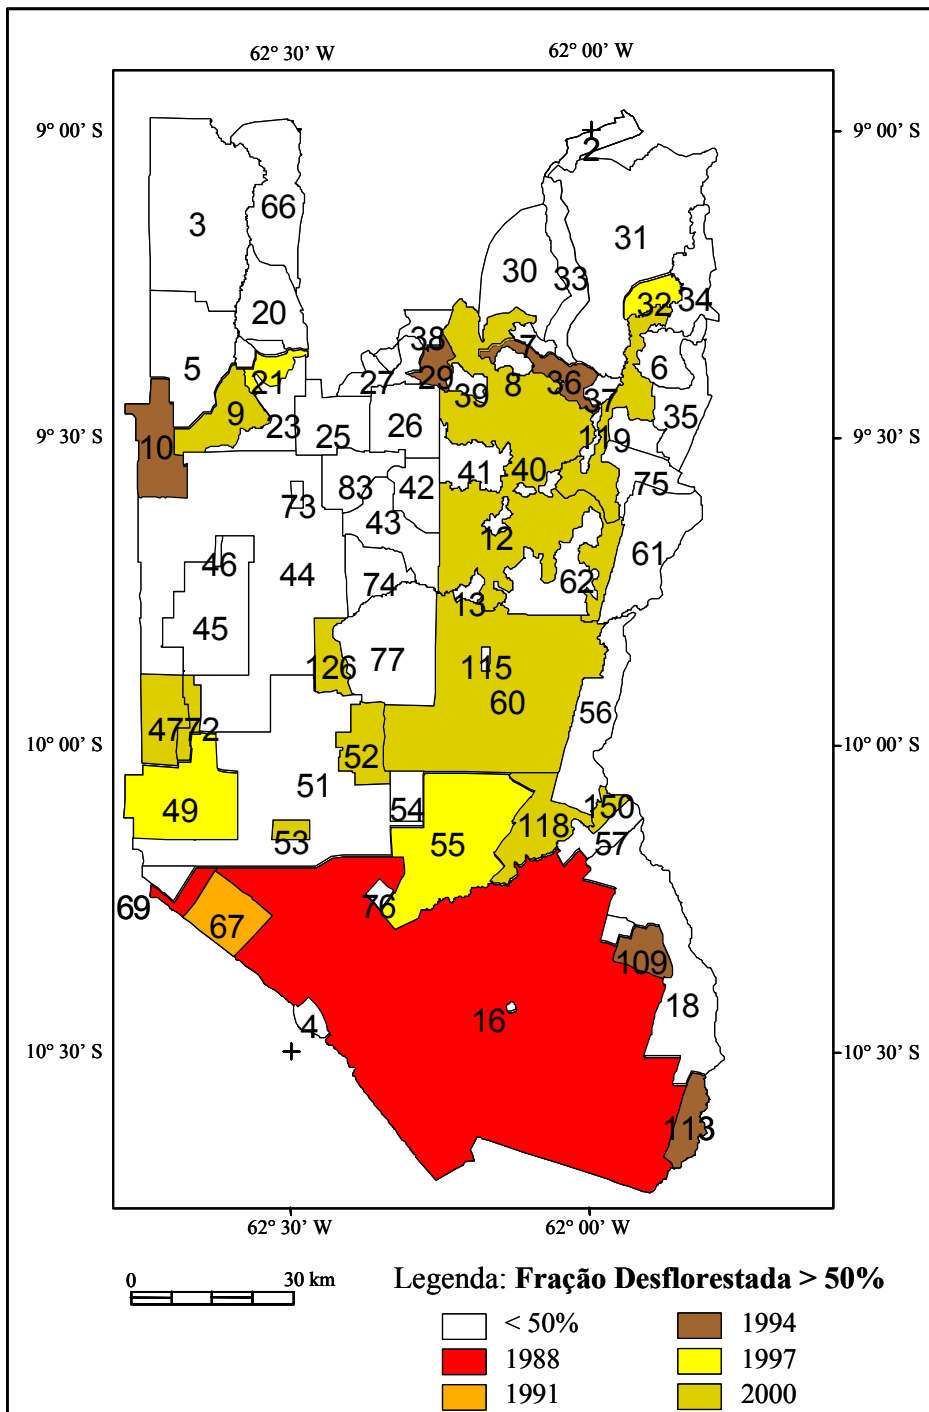 62° 30' W 62° 00' W
9° 00' S 9° 00' S
2
66
3
31
30
33
20
32 34
38 7
5 6
21 27 29 8 36
39 37
9 35
23 25 26
10 119
41 40
73 83 42 75
43
12
46 44 61
74 62
13
45
77
126 115
60
56
47 72
52
51
49 54 150
118
53 55 57
69 76
67
109
18
4 16
113
9° 30' S 9° 30' S
10° 00' S 10° 00' S
10° 30' S 10° 30' S
62° 30' W 62° 00' W
0 30 km
Legenda: Fração Desflorestada > 50%
< 50% 1994
1988 1997
1991 2000